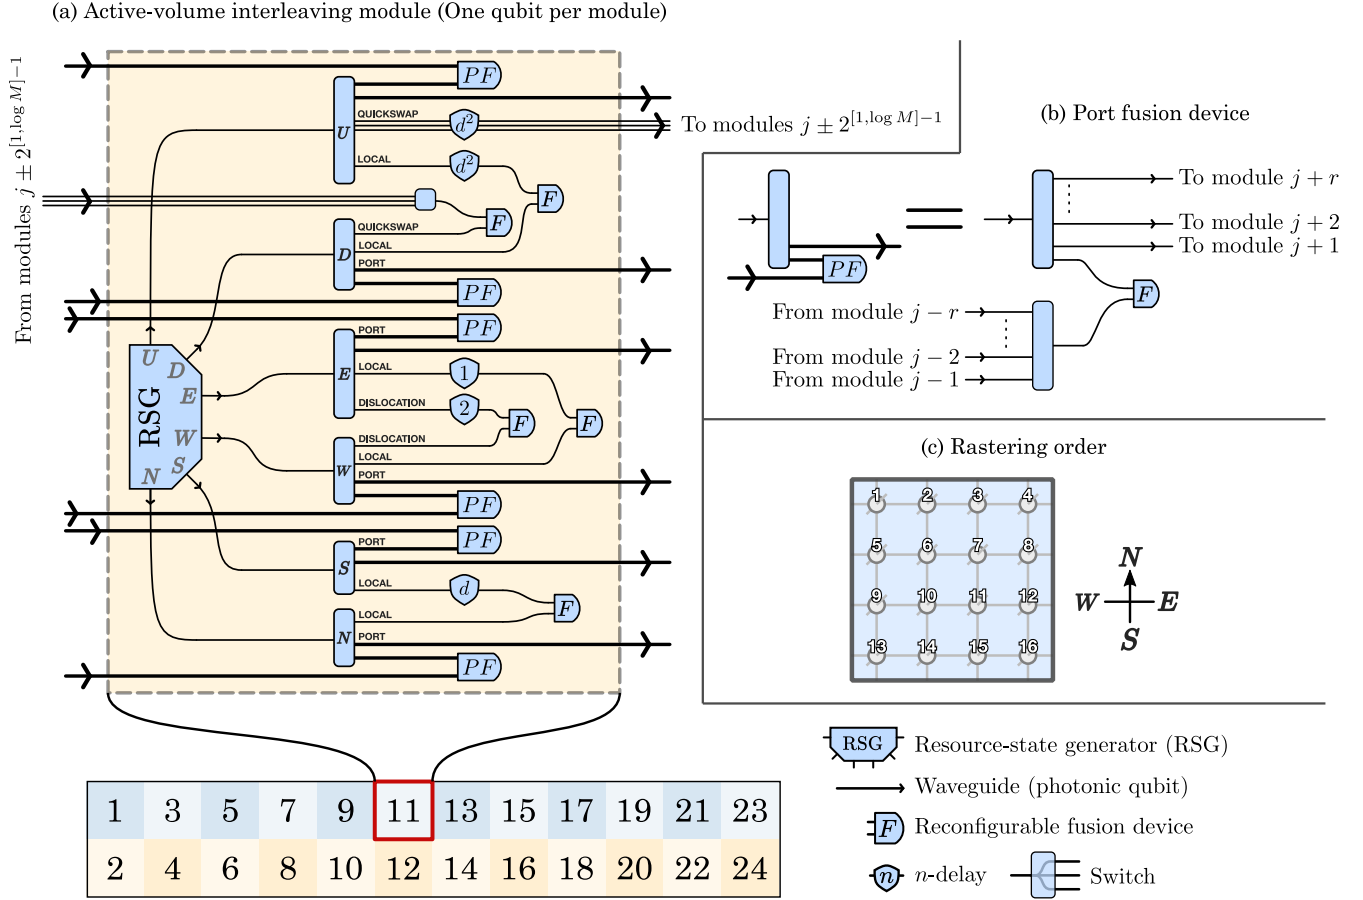 (a) Active-volume interleaving module (One qubit per module)
From modules j ± 2^{[1,log M]−1}
PF
QUICKSWAP
d²
To modules j ± 2^{[1,log M]−1}
U
LOCAL
d²
F
QUICKSWAP
F
LOCAL
D
PORT
PF
PF
PORT
E
LOCAL
1
DISLOCATION
2
F
F
DISLOCATION
LOCAL
W
PORT
PF
PF
PORT
S
LOCAL
d
F
LOCAL
N
PORT
PF
RSG
U
D
E
W
S
N
(b) Port fusion device
PF
To module j + r
To module j + 2
To module j + 1
F
From module j − r
From module j − 2
From module j − 1
(c) Rastering order
1 2 3 4
5 6 7 8
9 10 11 12
13 14 15 16
N
W E
S
1 3 5 7 9 11 13 15 17 19 21 23
2 4 6 8 10 12 14 16 18 20 22 24
RSG Resource-state generator (RSG)
Waveguide (photonic qubit)
F Reconfigurable fusion device
n n-delay
Switch